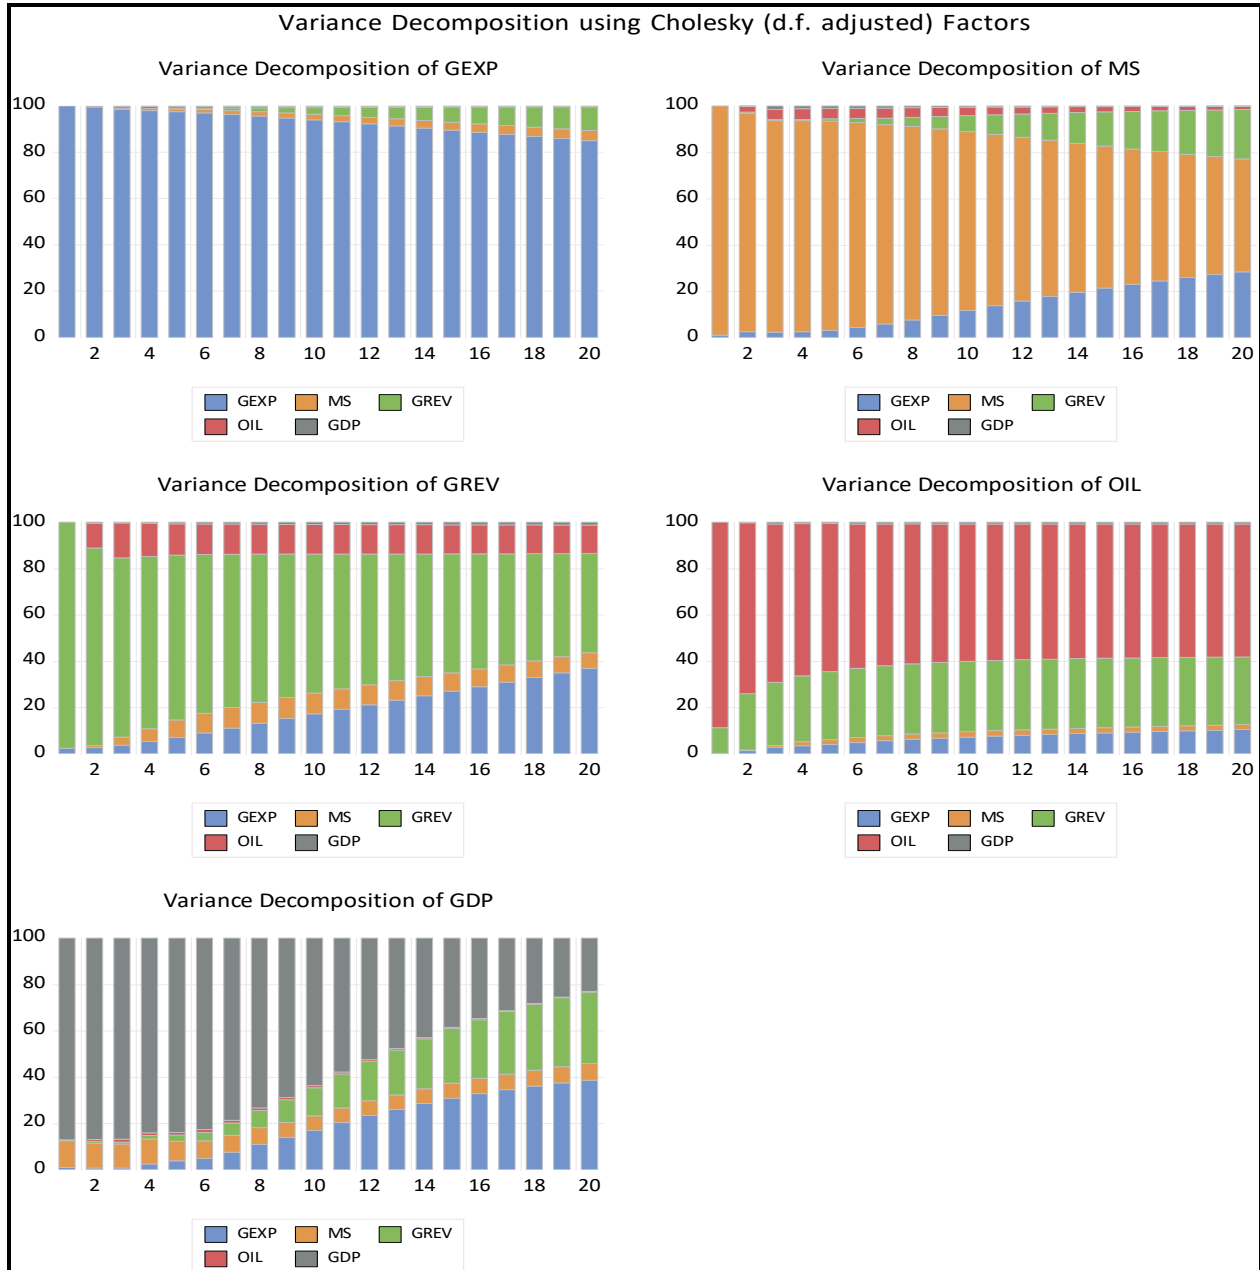 Variance Decomposition using Cholesky (d.f. adjusted) Factors
Variance Decomposition of GEXP
100
80
60
40
20
0
2 4 6 8 10 12 14 16 18 20
GEXP MS GREV
OIL GDP
Variance Decomposition of MS
100
80
60
40
20
0
2 4 6 8 10 12 14 16 18 20
GEXP MS GREV
OIL GDP
Variance Decomposition of GREV
100
80
60
40
20
0
2 4 6 8 10 12 14 16 18 20
GEXP MS GREV
OIL GDP
Variance Decomposition of OIL
100
80
60
40
20
0
2 4 6 8 10 12 14 16 18 20
GEXP MS GREV
OIL GDP
Variance Decomposition of GDP
100
80
60
40
20
0
2 4 6 8 10 12 14 16 18 20
GEXP MS GREV
OIL GDP